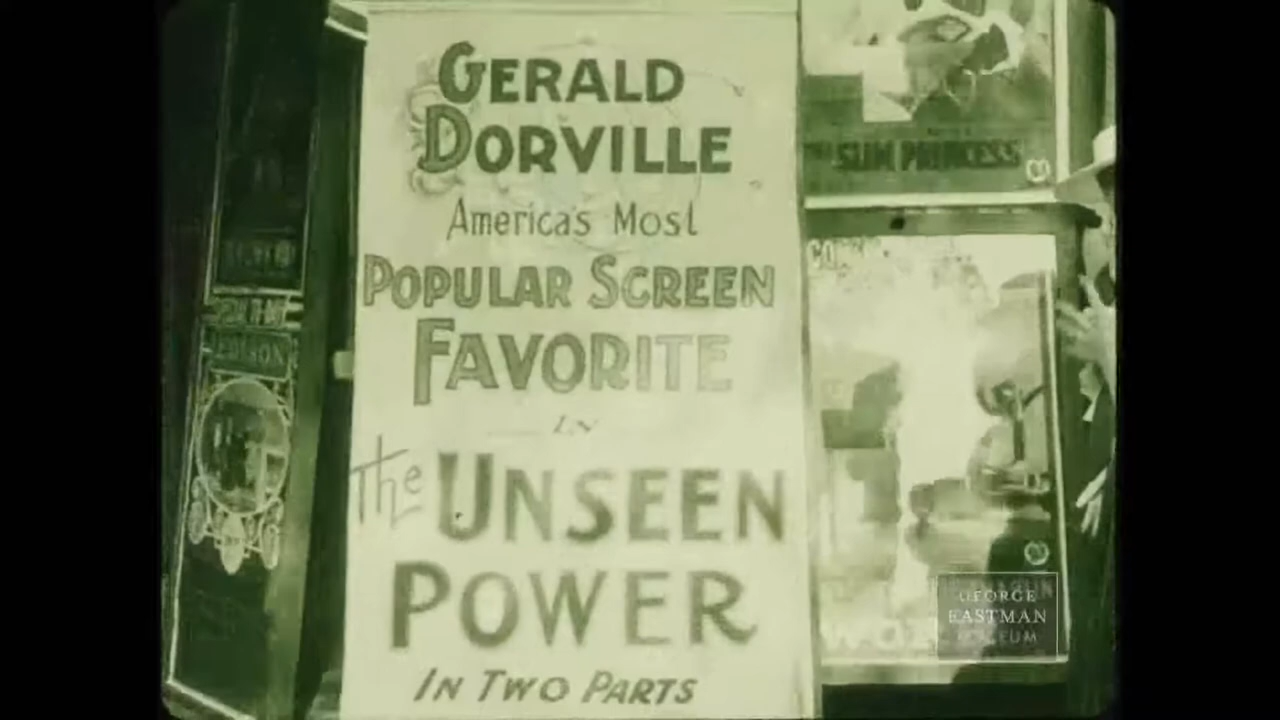 GERALD
DORVILLE
America's Most
POPULAR SCREEN
FAVORITE
IN
The UNSEEN
POWER
IN TWO PARTS
SLIM PRINCESS
EDISON
GEORGE
EASTMAN
MUSEUM